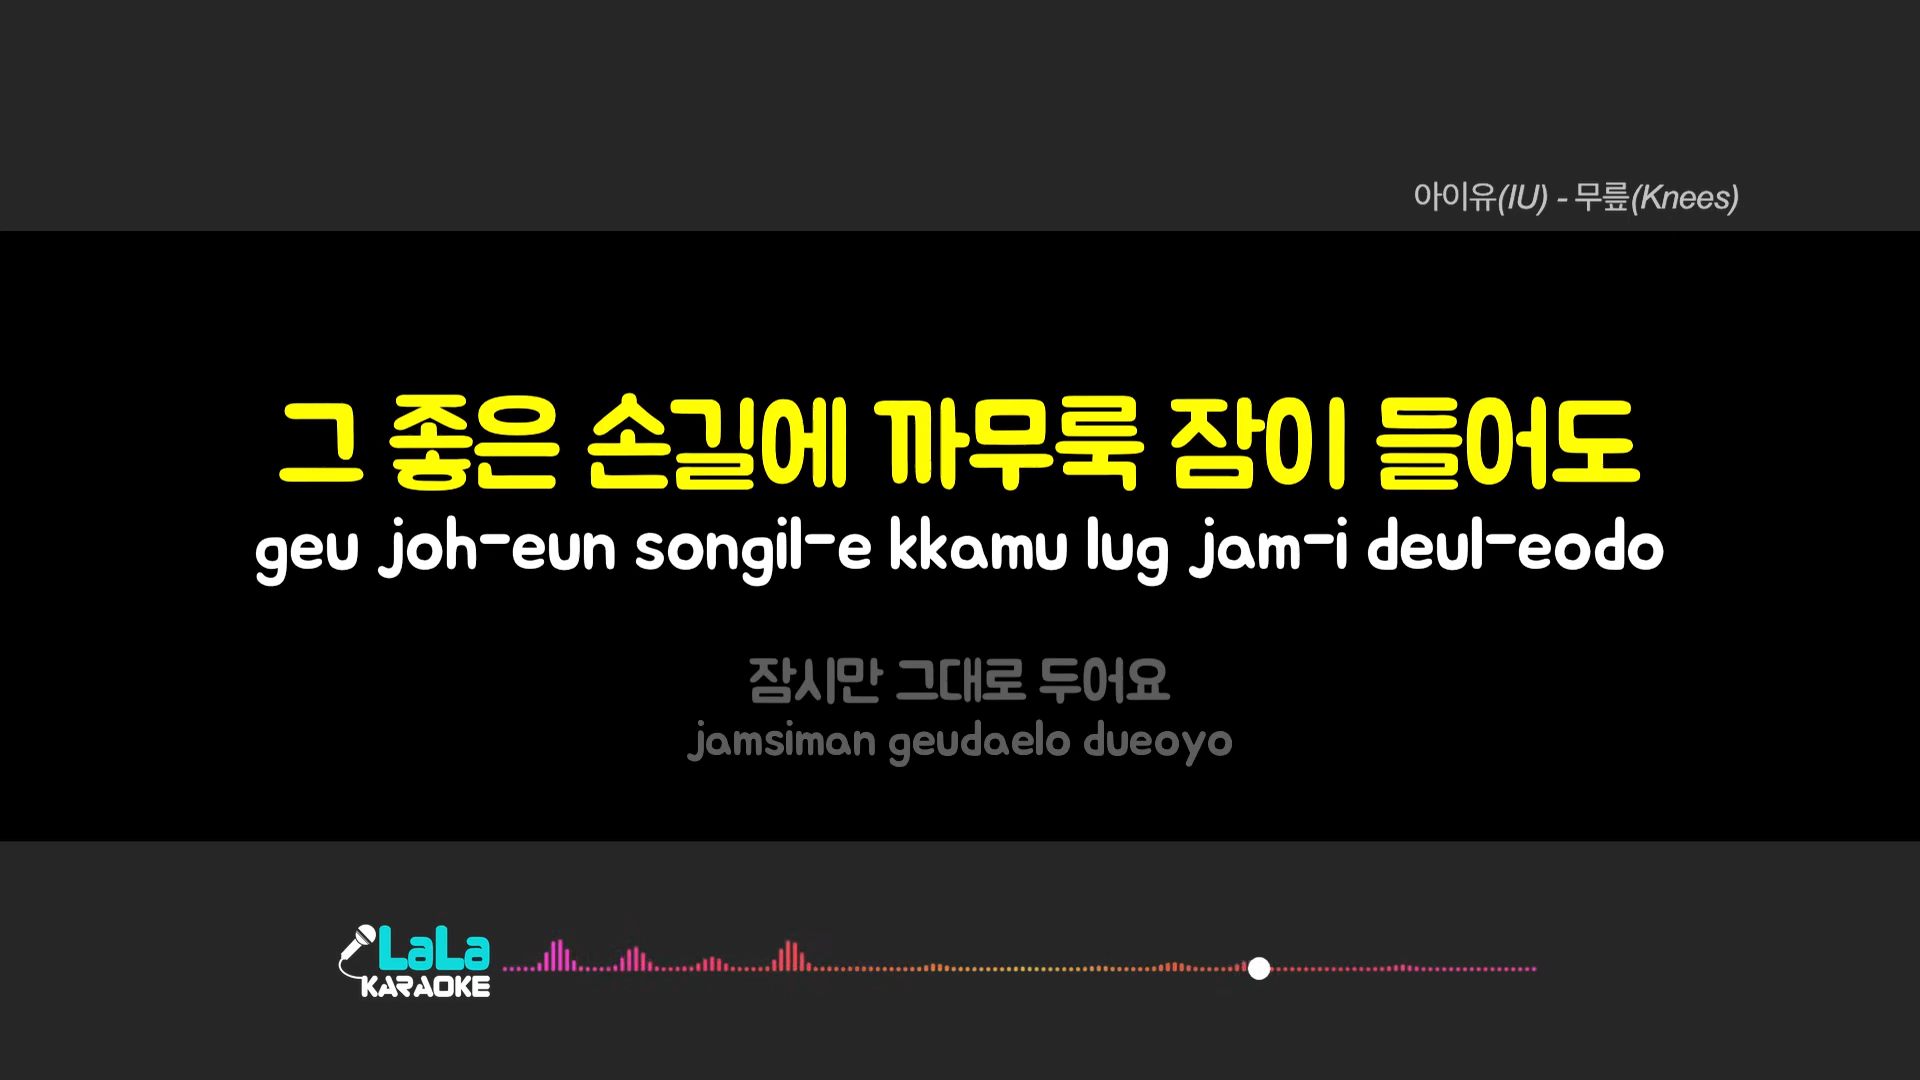 아이유(IU) - 무릎(Knees)
그 좋은 손길에 까무룩 잠이 들어도
geu joh-eun songil-e kkamu lug jam-i deul-eodo
잠시만 그대로 두어요
jamsiman geudaelo dueoyo
LaLa
KARAOKE